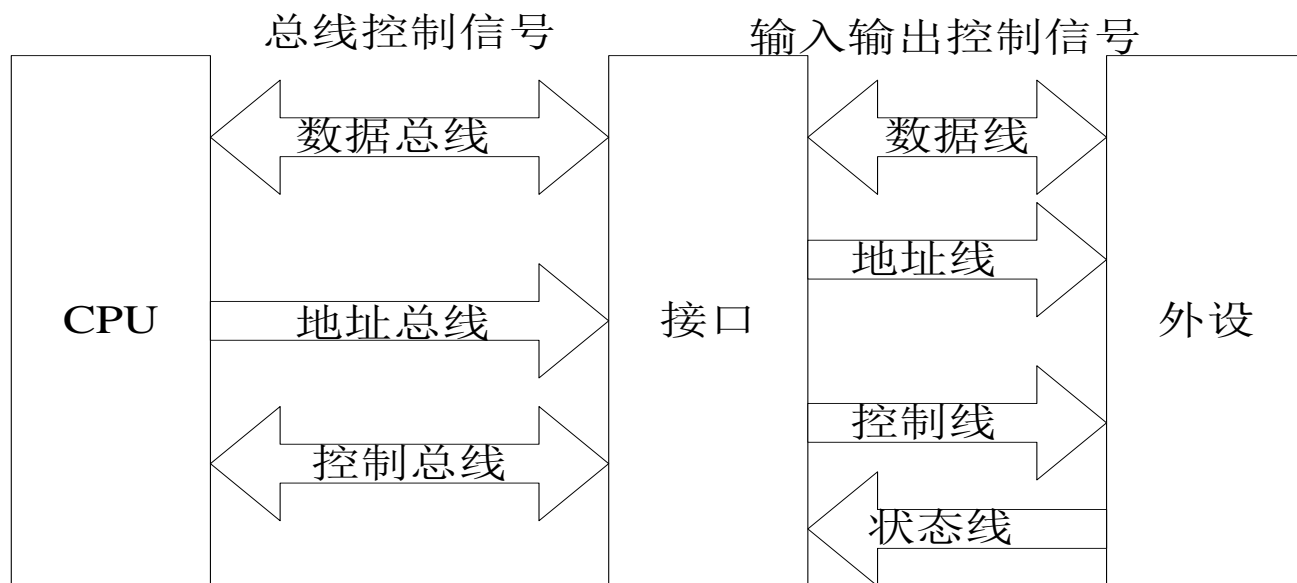 总线控制信号
输入输出控制信号
数据总线
数据线
地址线
CPU
地址总线
接口
外设
控制线
控制总线
状态线